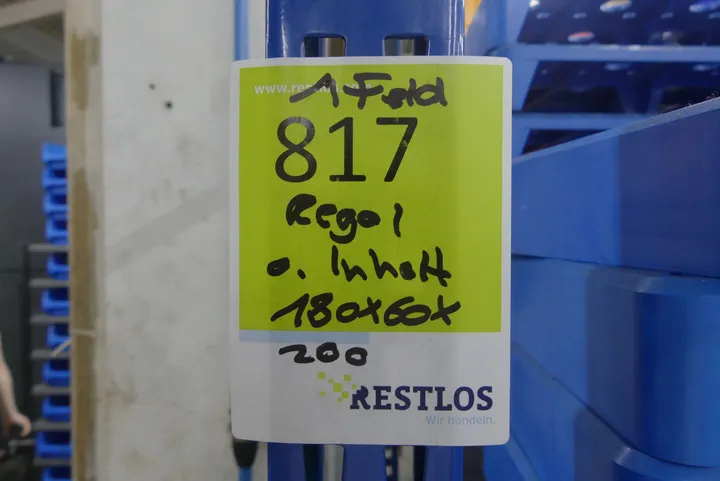 1 Feld
817
Regal
o. Inhalt
180x60x
200
RESTLOS
Wir handeln.